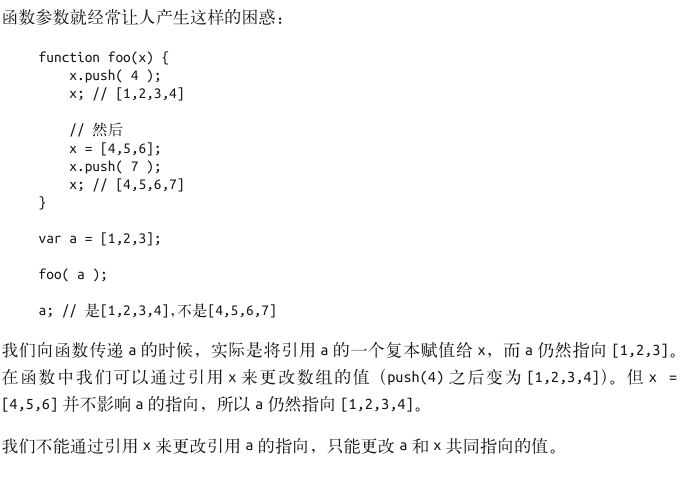 函数参数就经常让人产生这样的困惑：
function foo(x) {
x.push( 4 );
x; // [1,2,3,4]
// 然后
x = [4,5,6];
x.push( 7 );
x; // [4,5,6,7]
}
var a = [1,2,3];
foo( a );
a; // 是[1,2,3,4],不是[4,5,6,7]
我们向函数传递 a 的时候，实际是将引用 a 的一个复本赋值给 x，而 a 仍然指向 [1,2,3]。
在函数中我们可以通过引用 x 来更改数组的值（push(4) 之后变为 [1,2,3,4]）。但 x =
[4,5,6] 并不影响 a 的指向，所以 a 仍然指向 [1,2,3,4]。
我们不能通过引用 x 来更改引用 a 的指向，只能更改 a 和 x 共同指向的值。